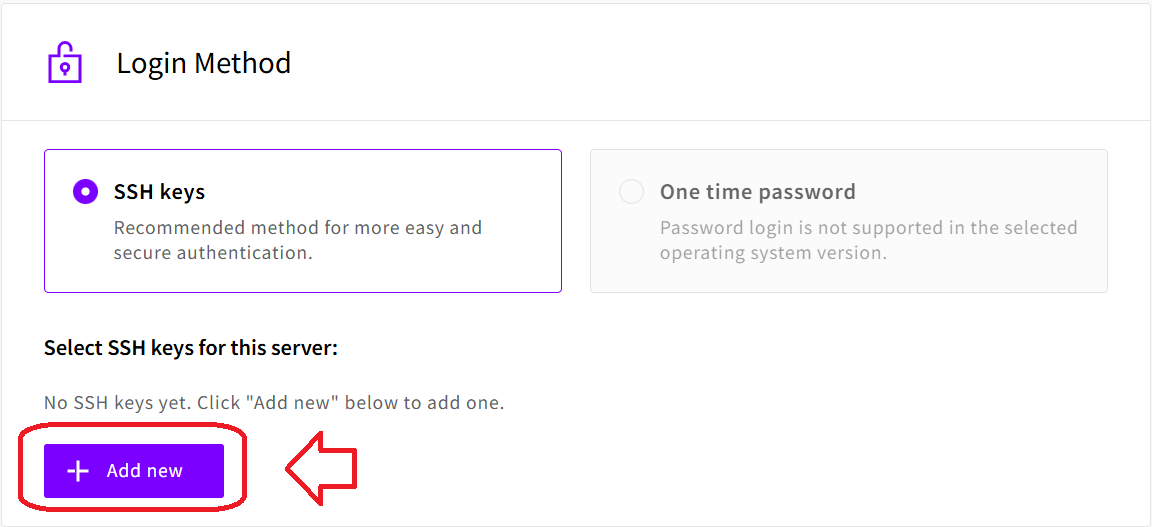 Login Method
SSH keys
Recommended method for more easy and
secure authentication.
One time password
Password login is not supported in the selected
operating system version.
Select SSH keys for this server:
No SSH keys yet. Click "Add new" below to add one.
Add new